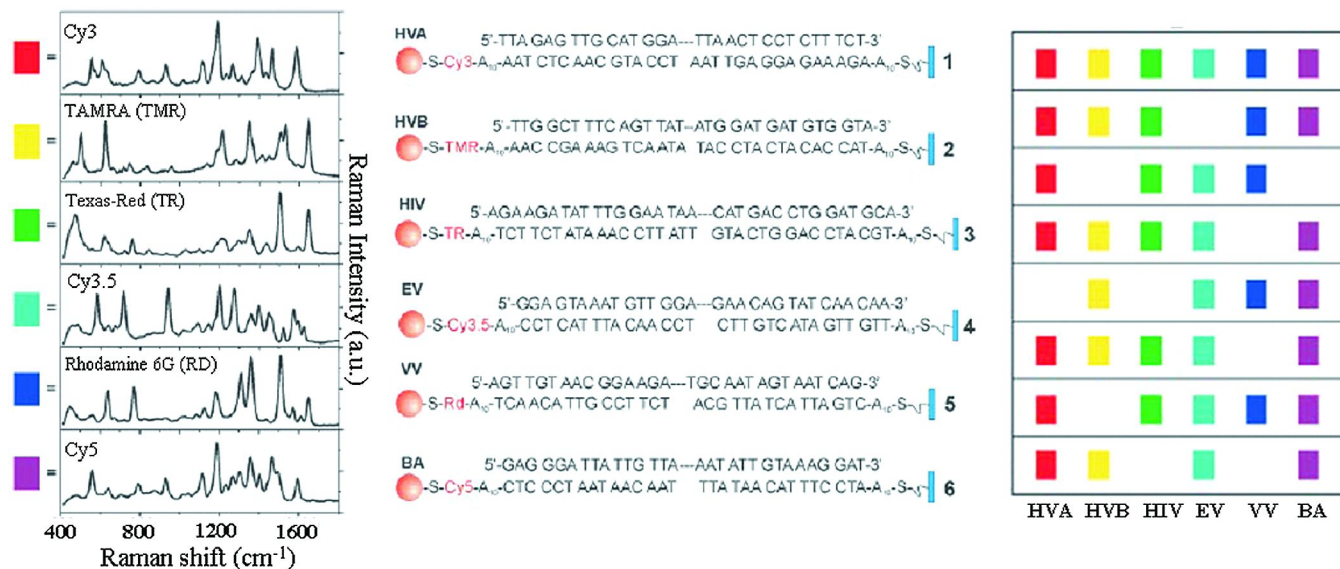 Cy3
TAMRA (TMR)
Texas-Red (TR)
Cy3.5
Rhodamine 6G (RD)
Cy5
400 800 1200 1600
Raman shift (cm-1)
Raman Intensity (a.u.)
HVA
5'-TTA GAG TTG CAT GGA---TTA ACT CCT CTT TCT-3'
S-Cy3-A10-AAT CTC AAC GTA CCT AAT TGA GGA GAA AGA-A10-S 1
HVB
5'-TTG GCT TTC AGT TAT---ATG GAT GAT GTG GTA-3'
S-TMR-A10-AAC CGA AAG TCA ATA TAC CTA CTA CAC CAT-A10-S 2
HIV
5'-AGA AGA TAT TTG GAA TAA---CAT GAC CTG GAT GCA-3'
S-TR-A10-TCT TCT ATA AAC CTT ATT GTA CTG GAC CTA CGT-A10-S 3
EV
5'-GGA GTA AAT GTT GGA---GAA CAG TAT CAA CAA-3'
S-Cy3.5-A10-CCT CAT TTA CAA CCT CTT GTC ATA GTT GTT-A10-S 4
VV
5'-AGT TGT AAC GGA AGA---TGC AAT AGT AAT CAG-3'
S-Rd-A10-TCA ACA TTG CCT TCT ACG TTA TCA TTA GTC-A10-S 5
BA
5'-GAG GGA TTA TTG TTA---AAT ATT GTA AAG GAT-3'
S-Cy5-A10-CTC CCT AAT AAC AAT TTA TAA CAT TTC CTA-A10-S 6
HVA HVB HIV EV VV BA